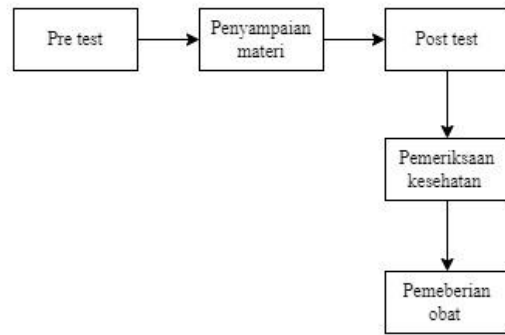 Pre test
Penyampaian
materi
Post test
Pemeriksaan
kesehatan
Pemeberian
obat